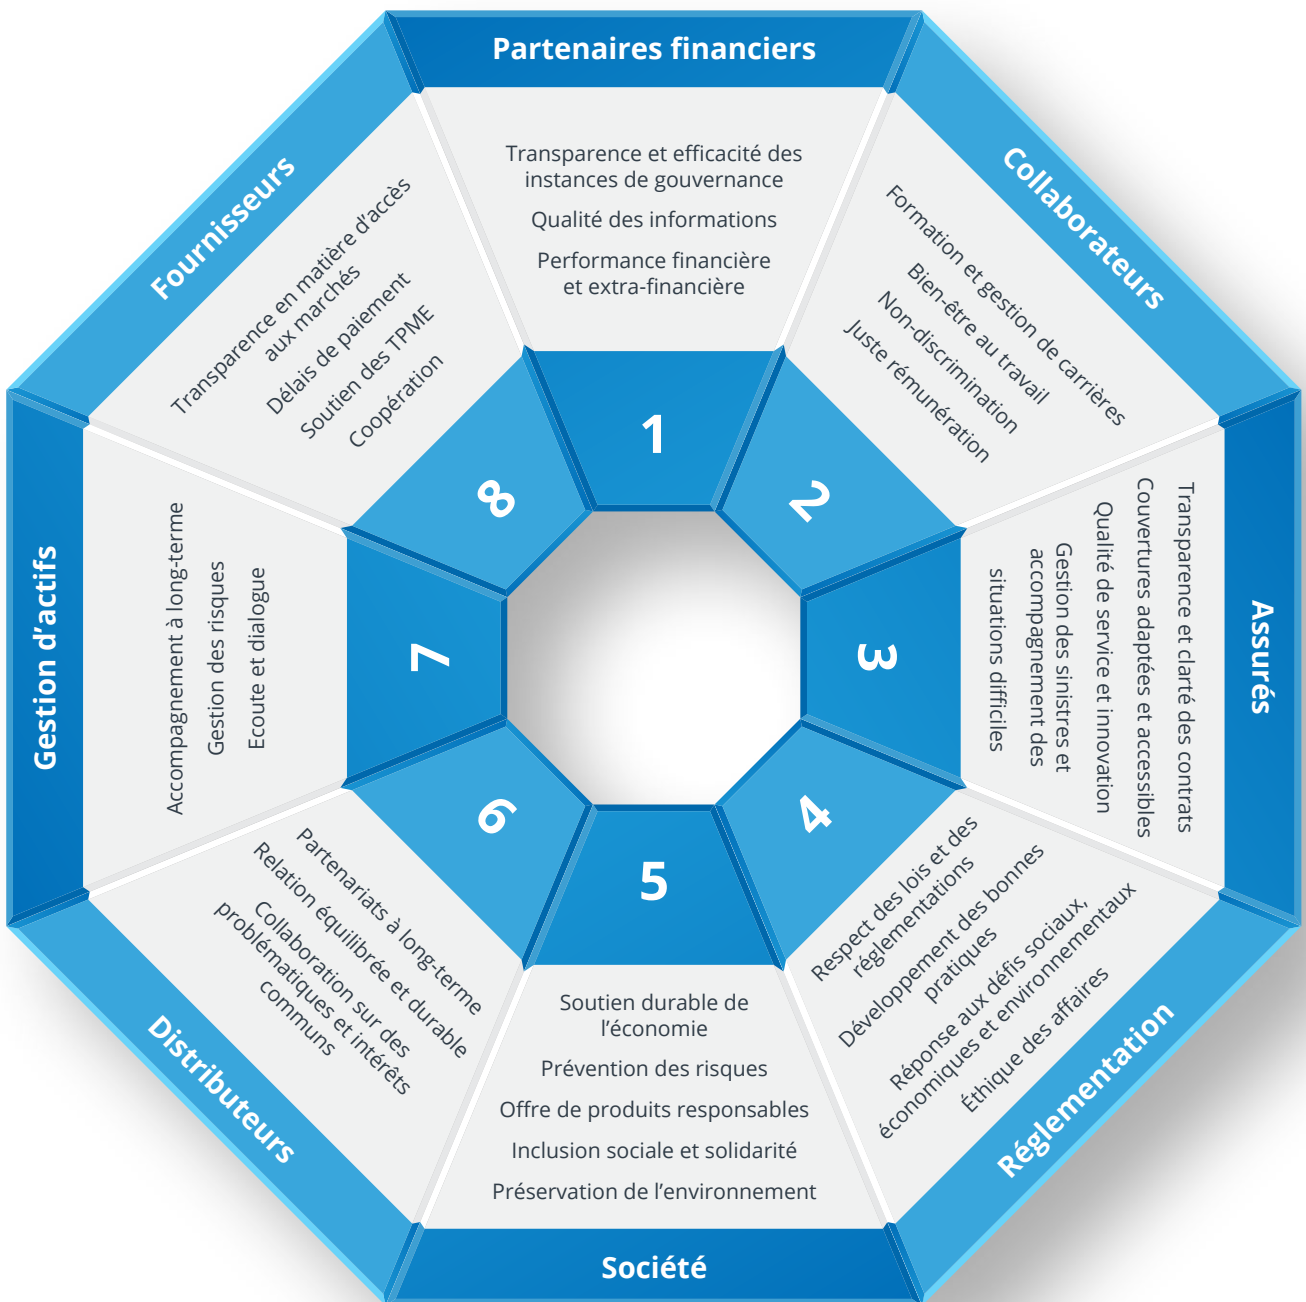 Partenaires financiers
Transparence et efficacité des
instances de gouvernance
Qualité des informations
Performance financière
et extra-financière
1
Collaborateurs
Formation et gestion de carrières
Bien-être au travail
Non-discrimination
Juste rémunération
2
Assurés
Transparence et clarté des contrats
Couvertures adaptées et accessibles
Qualité de service et innovation
Gestion des sinistres et
accompagnement des
situations difficiles
3
Réglementation
Respect des lois et des
réglementations
Développement des bonnes
pratiques
Réponse aux défis sociaux,
économiques et environnementaux
Éthique des affaires
4
5
Soutien durable de
l’économie
Prévention des risques
Offre de produits responsables
Inclusion sociale et solidarité
Préservation de l’environnement
Société
6
Partenariats à long-terme
Relation équilibrée et durable
Collaboration sur des
problématiques et intérêts
communs
Distributeurs
Gestion d’actifs
Accompagnement à long-terme
Gestion des risques
Ecoute et dialogue
7
Fournisseurs
Transparence en matière d’accès
aux marchés
Délais de paiement
Soutien des TPME
Coopération
8